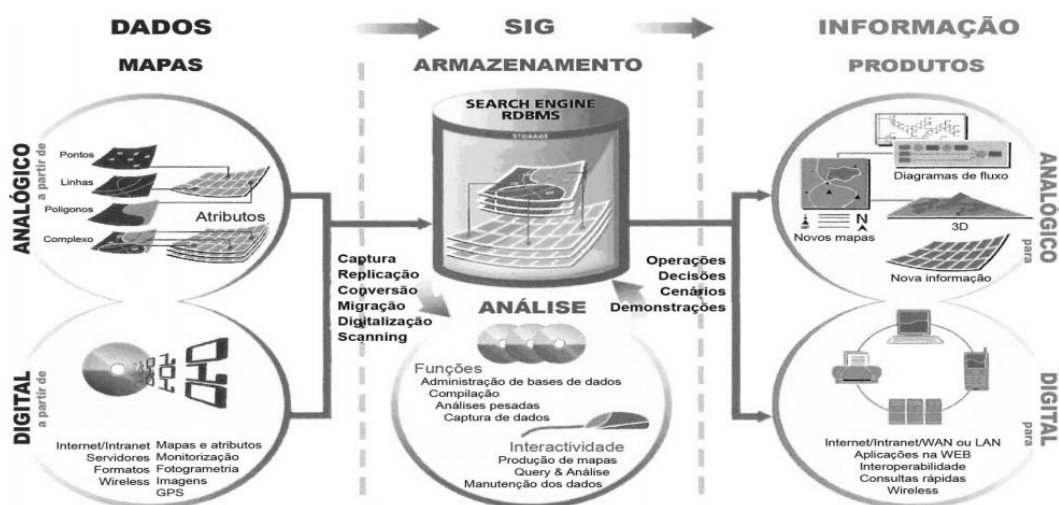 DADOS
SIG
INFORMAÇÃO
MAPAS
ARMAZENAMENTO
PRODUTOS
ANALÓGICO
a partir de
Pontos
Linhas
Polígonos
Complexo
Atributos
SEARCH ENGINE
RDBMS
STORAGE
Diagramas de fluxo
Novos mapas
N
3D
Nova informação
ANALÓGICO
para
Captura
Replicação
Conversão
Migração
Digitalização
Scanning
Operações
Decisões
Cenários
Demonstrações
DIGITAL
a partir de
Internet/Intranet
Servidores
Formatos
Wireless
Mapas e atributos
Monitorização
Fotogrametria
Imagens
GPS
ANÁLISE
Funções
Administração de bases de dados
Compilação
Análises pesadas
Captura de dados
Interactividade
Produção de mapas
Query & Análise
Manutenção dos dados
Internet/Intranet/WAN ou LAN
Aplicações na WEB
Interoperabilidade
Consultas rápidas
Wireless
DIGITAL
para